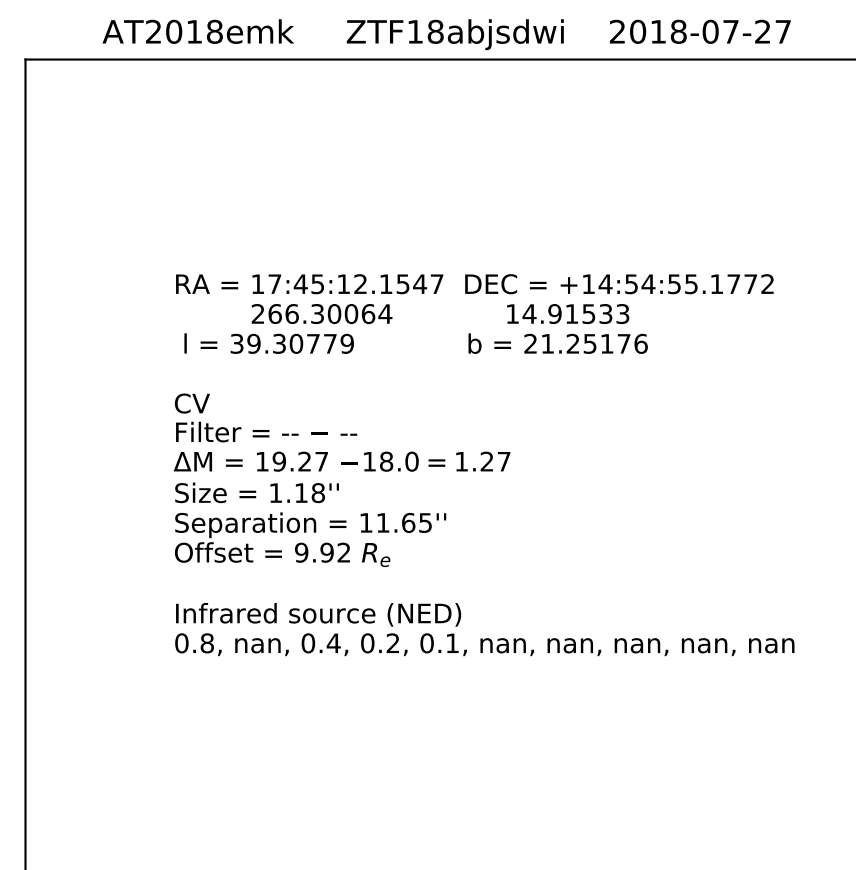 AT2018emk ZTF18abjsdwi 2018-07-27
RA = 17:45:12.1547 DEC = +14:54:55.1772
266.30064 14.91533
l = 39.30779 b = 21.25176
CV
Filter = -- − --
ΔM = 19.27 −18.0 = 1.27
Size = 1.18''
Separation = 11.65''
Offset = 9.92 Re
Infrared source (NED)
0.8, nan, 0.4, 0.2, 0.1, nan, nan, nan, nan, nan